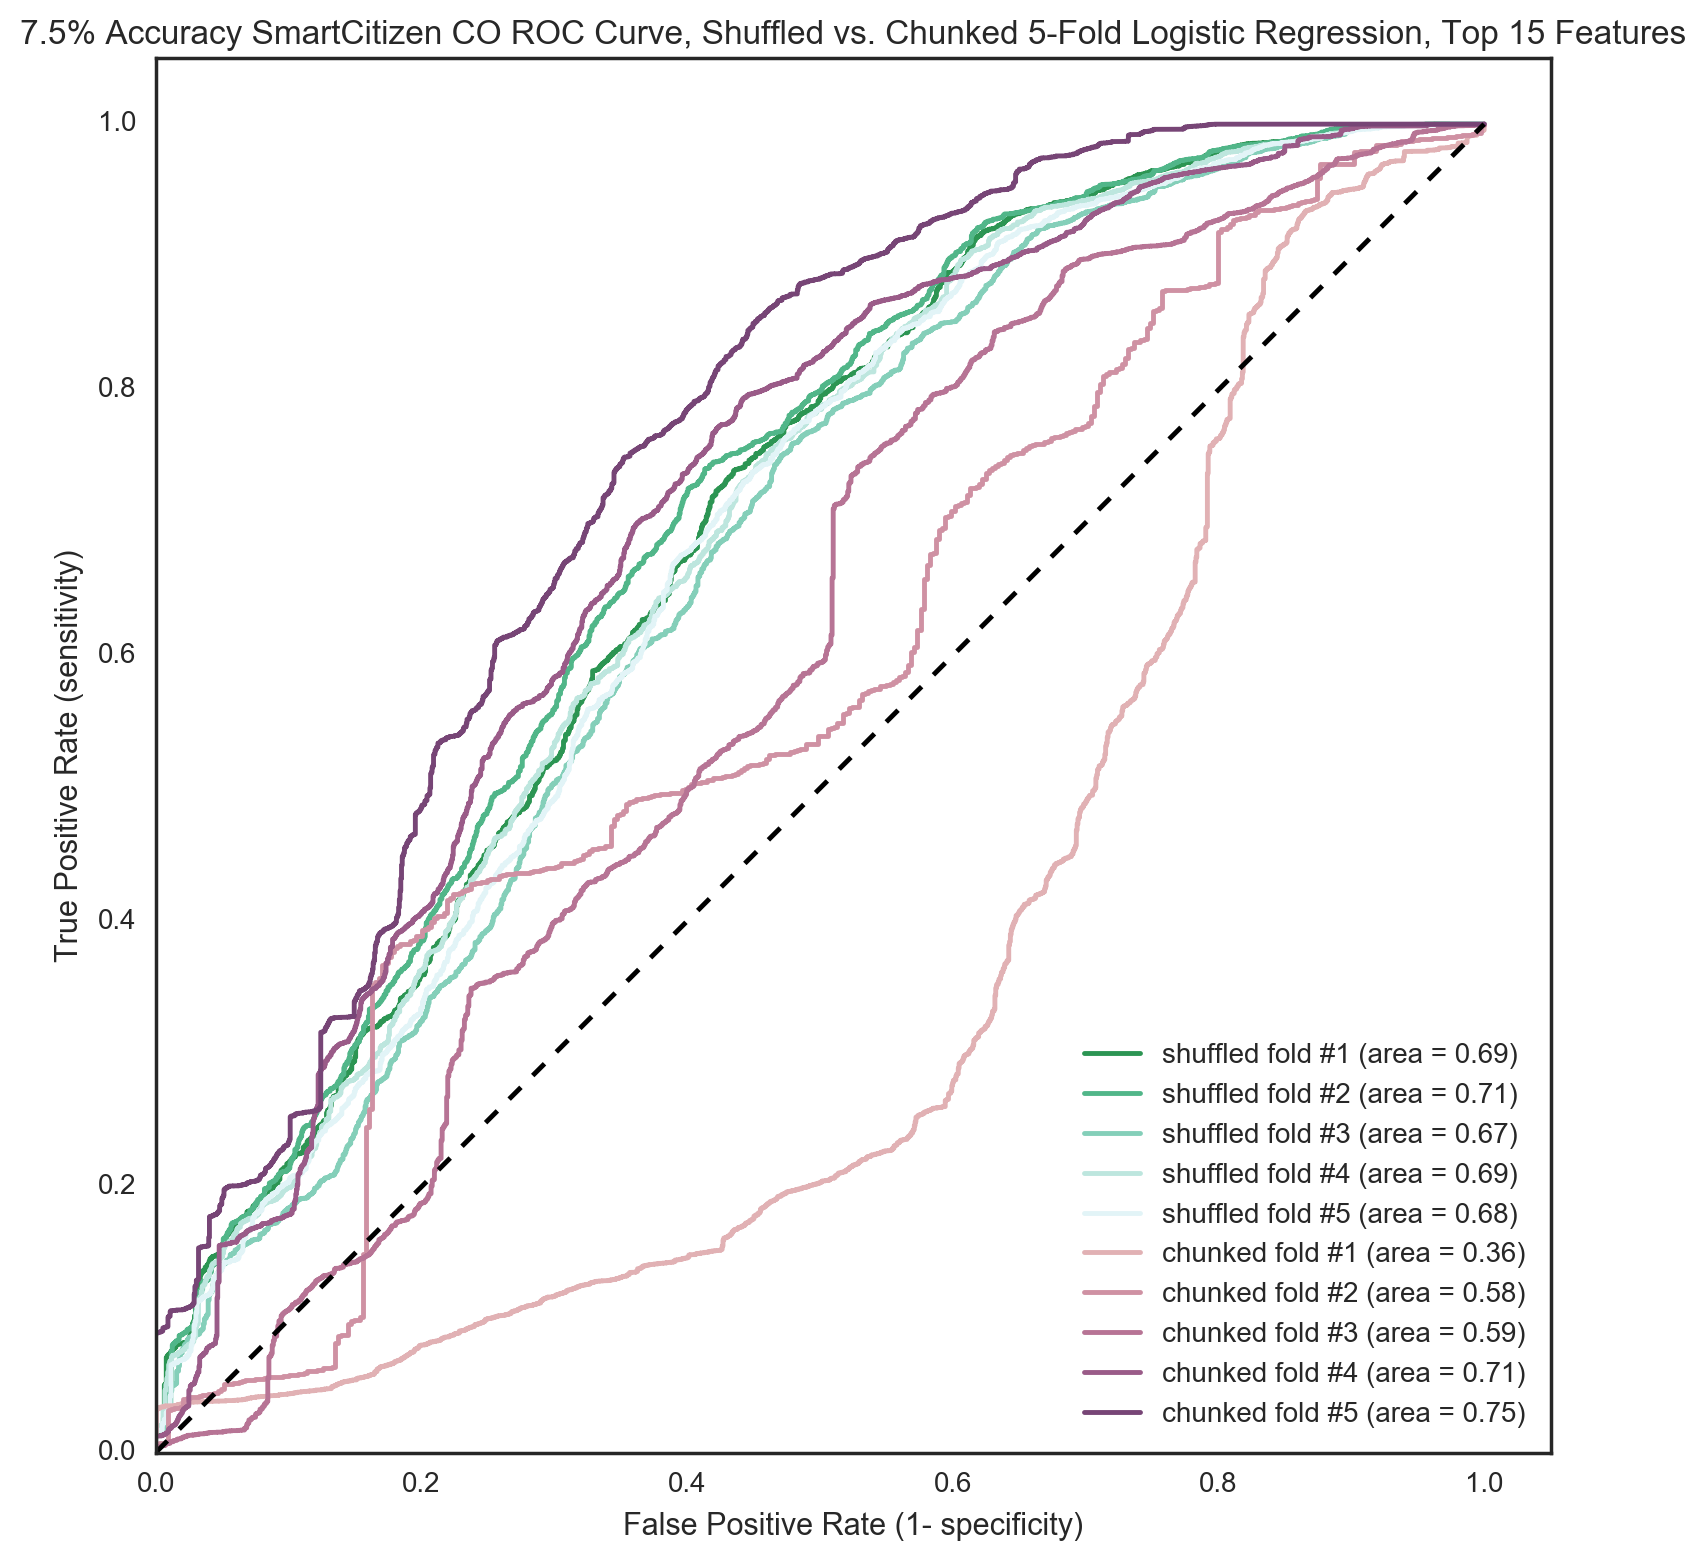 7.5% Accuracy SmartCitizen CO ROC Curve, Shuffled vs. Chunked 5-Fold Logistic Regression, Top 15 Features
1.0
0.8
0.6
0.4
0.2
0.0
True Positive Rate (sensitivity)
shuffled fold #1 (area = 0.69)
shuffled fold #2 (area = 0.71)
shuffled fold #3 (area = 0.67)
shuffled fold #4 (area = 0.69)
shuffled fold #5 (area = 0.68)
chunked fold #1 (area = 0.36)
chunked fold #2 (area = 0.58)
chunked fold #3 (area = 0.59)
chunked fold #4 (area = 0.71)
chunked fold #5 (area = 0.75)
0.0 0.2 0.4 0.6 0.8 1.0
False Positive Rate (1- specificity)